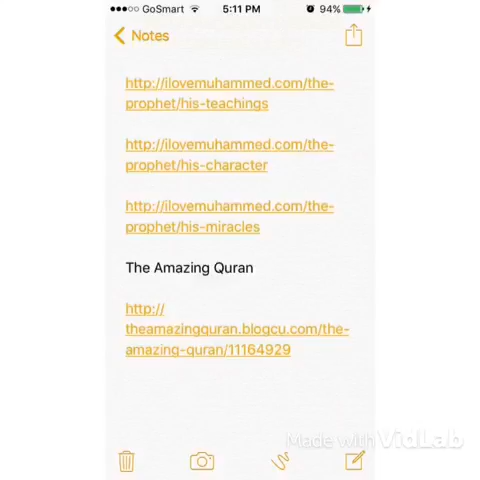 GoSmart 5:11 PM 94%
Notes
http://ilovemuhammed.com/the-
prophet/his-teachings
http://ilovemuhammed.com/the-
prophet/his-character
http://ilovemuhammed.com/the-
prophet/his-miracles
The Amazing Quran
http://
theamazingquran.blogcu.com/the-
amazing-quran/11164929
Made with VidLab